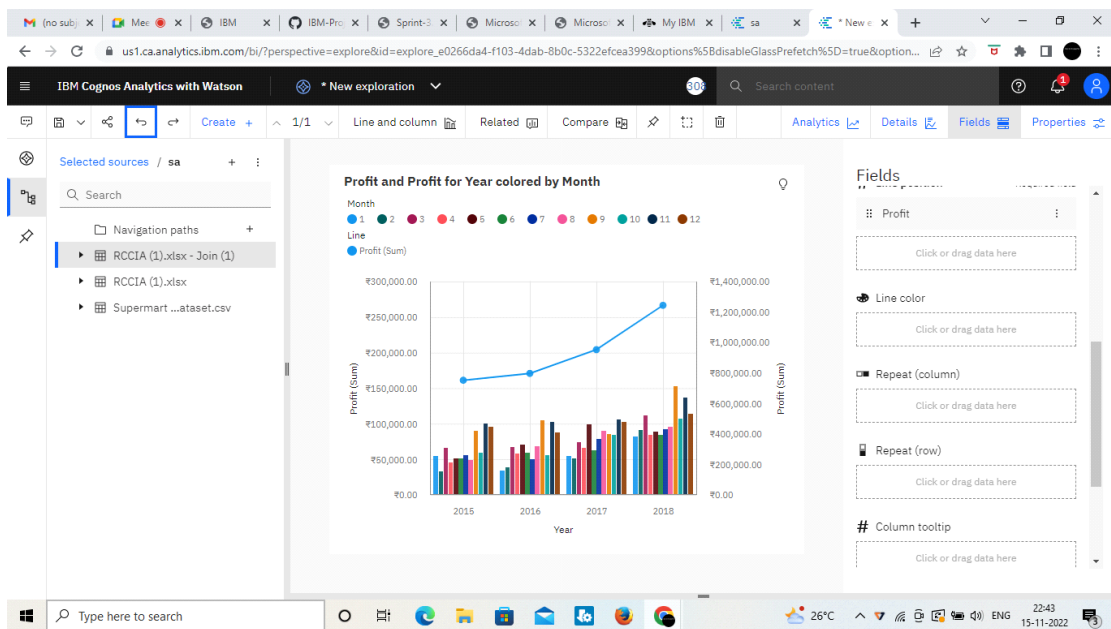 (no subj
Mee
IBM
IBM-Pro
Sprint-3
Microso
Microso
My IBM
sa
* New e
us1.ca.analytics.ibm.com/bi/?perspective=explore&id=explore_e0266da4-f103-4dab-8b0c-5322efcea399&options%5BdisableGlassPrefetch%5D=true&option...
IBM Cognos Analytics with Watson
* New exploration
308
Search content
1
Create +
1/1
Line and column
Related
Compare
Analytics
Details
Fields
Properties
Selected sources / sa
Search
Navigation paths
RCCIA (1).xlsx - Join (1)
RCCIA (1).xlsx
Supermart ...ataset.csv
Profit and Profit for Year colored by Month
Month
1 2 3 4 5 6 7 8 9 10 11 12
Line
Profit (Sum)
₹300,000.00
₹250,000.00
₹200,000.00
₹150,000.00
₹100,000.00
₹50,000.00
₹0.00
Profit (Sum)
₹1,400,000.00
₹1,200,000.00
₹1,000,000.00
₹800,000.00
₹600,000.00
₹400,000.00
₹200,000.00
₹0.00
Profit (Sum)
2015 2016 2017 2018
Year
Fields
Profit
Click or drag data here
Line color
Click or drag data here
Repeat (column)
Click or drag data here
Repeat (row)
Click or drag data here
# Column tooltip
Click or drag data here
Type here to search
26°C
ENG
22:43
15-11-2022
3